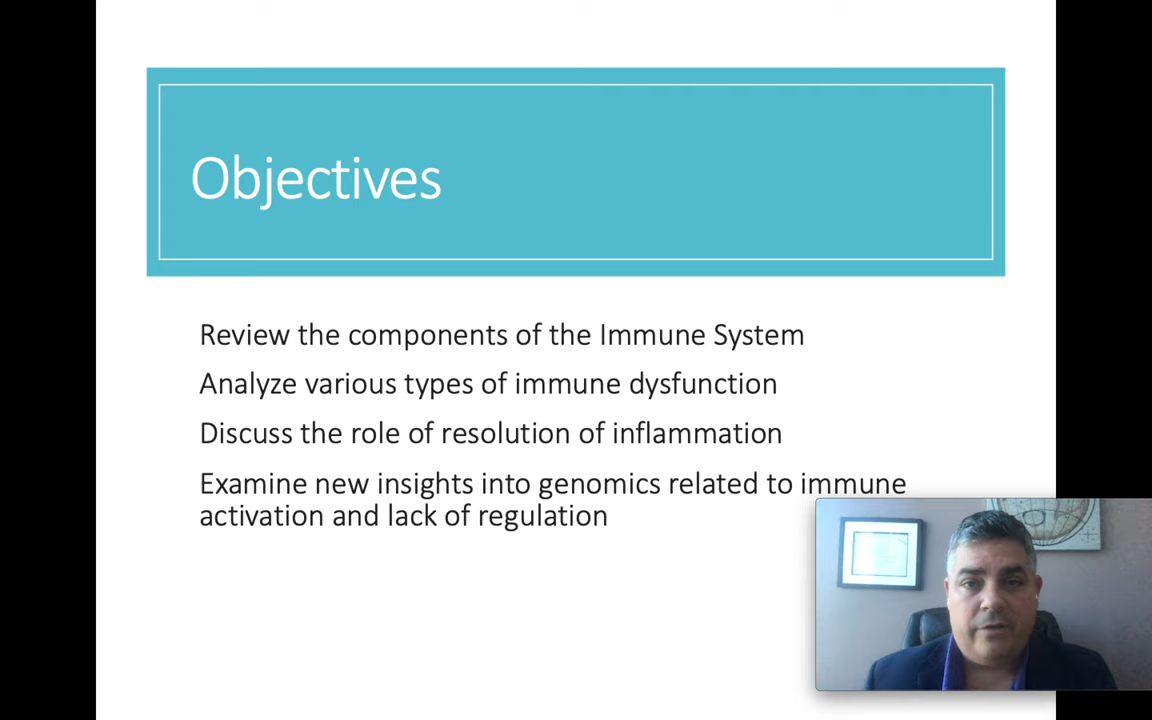 Objectives
Review the components of the Immune System
Analyze various types of immune dysfunction
Discuss the role of resolution of inflammation
Examine new insights into genomics related to immune
activation and lack of regulation